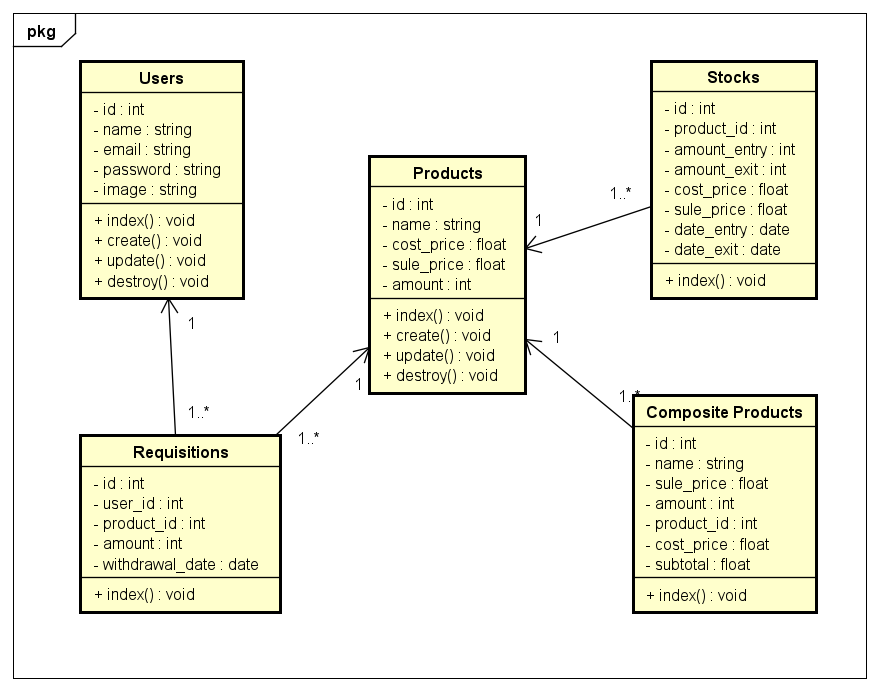 pkg
Users
- id : int
- name : string
- email : string
- password : string
- image : string
+ index() : void
+ create() : void
+ update() : void
+ destroy() : void
1
1..*
Requisitions
- id : int
- user_id : int
- product_id : int
- amount : int
- withdrawal_date : date
+ index() : void
1..*
1
Products
- id : int
- name : string
- cost_price : float
- sule_price : float
- amount : int
+ index() : void
+ create() : void
+ update() : void
+ destroy() : void
1
1..*
Stocks
- id : int
- product_id : int
- amount_entry : int
- amount_exit : int
- cost_price : float
- sule_price : float
- date_entry : date
- date_exit : date
+ index() : void
1
1..*
Composite Products
- id : int
- name : string
- sule_price : float
- amount : int
- product_id : int
- cost_price : float
- subtotal : float
+ index() : void